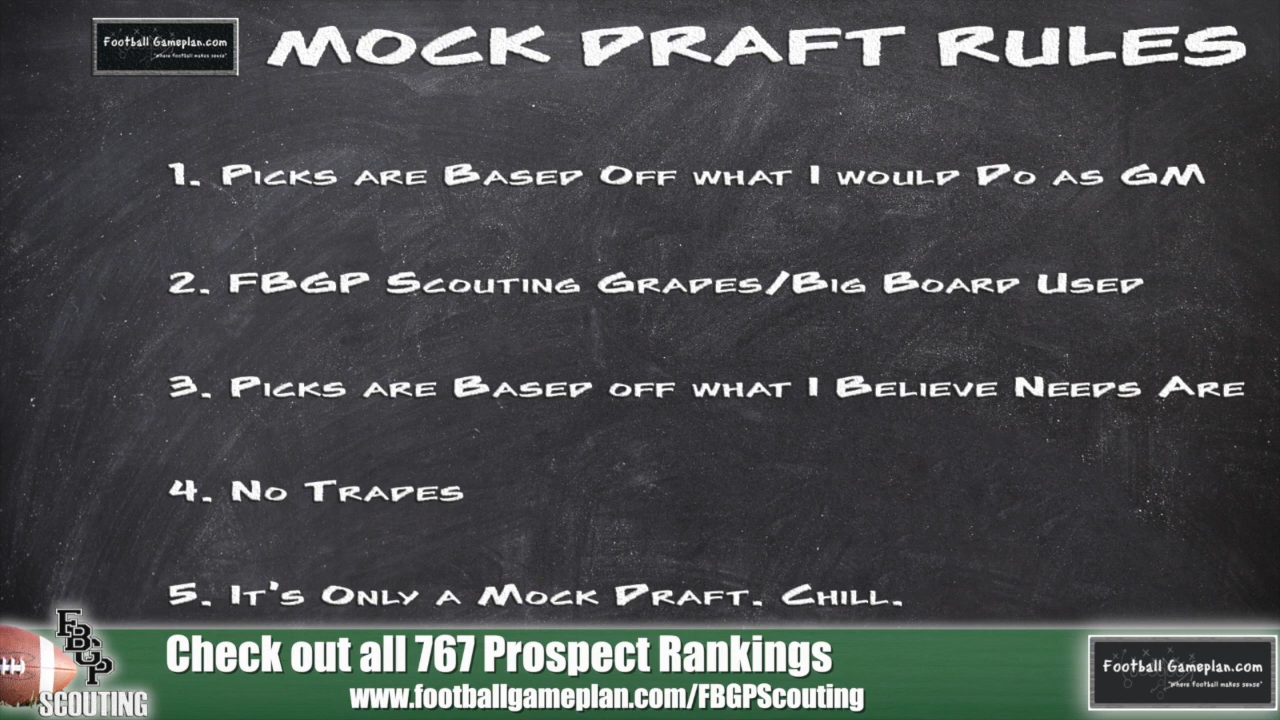 Football Gameplan.com
"where football makes sense"
MOCK DRAFT RULES
1. Picks are Based Off what I would Do as GM
2. FBGP Scouting Grades/Big Board Used
3. Picks are Based off what I Believe Needs Are
4. No Trades
5. It's Only a Mock Draft. Chill.
FBGP
SCOUTING
Check out all 767 Prospect Rankings
www.footballgameplan.com/FBGPScouting
Football Gameplan.com
"where football makes sense"